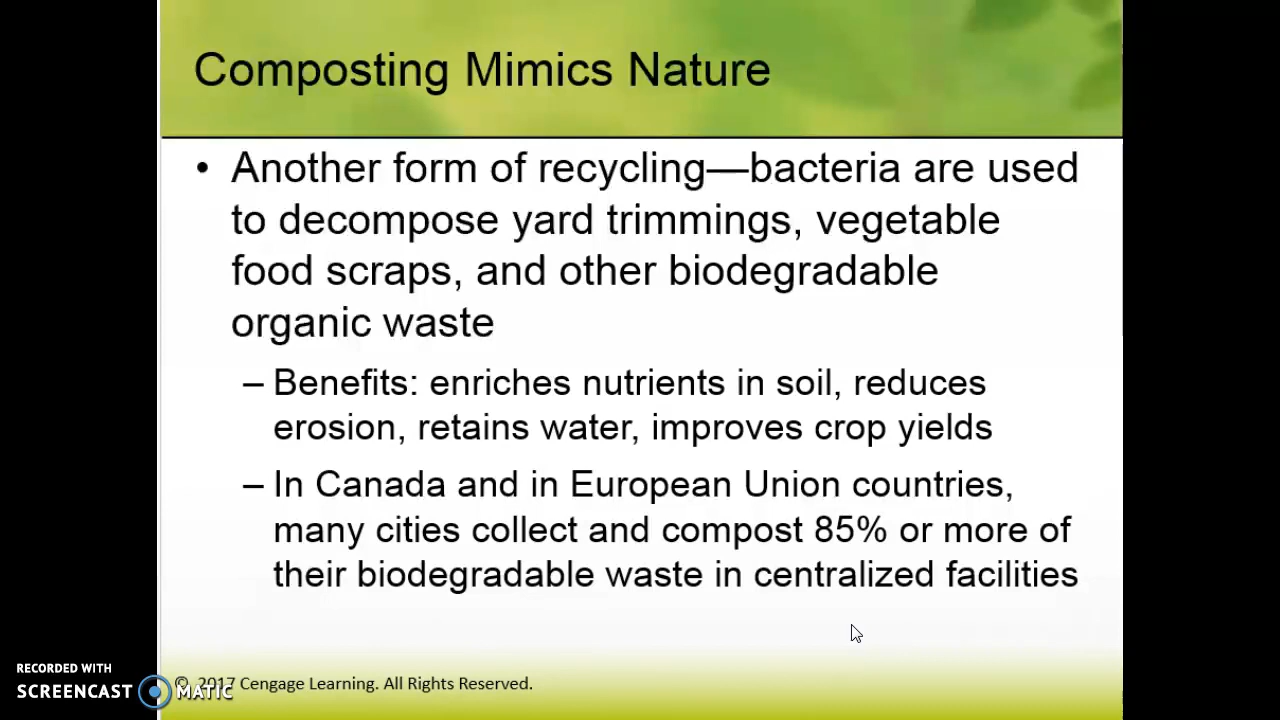 Composting Mimics Nature
• Another form of recycling—bacteria are used
to decompose yard trimmings, vegetable
food scraps, and other biodegradable
organic waste
– Benefits: enriches nutrients in soil, reduces
erosion, retains water, improves crop yields
– In Canada and in European Union countries,
many cities collect and compost 85% or more of
their biodegradable waste in centralized facilities
RECORDED WITH
SCREENCAST MATIC
© 2017 Cengage Learning. All Rights Reserved.